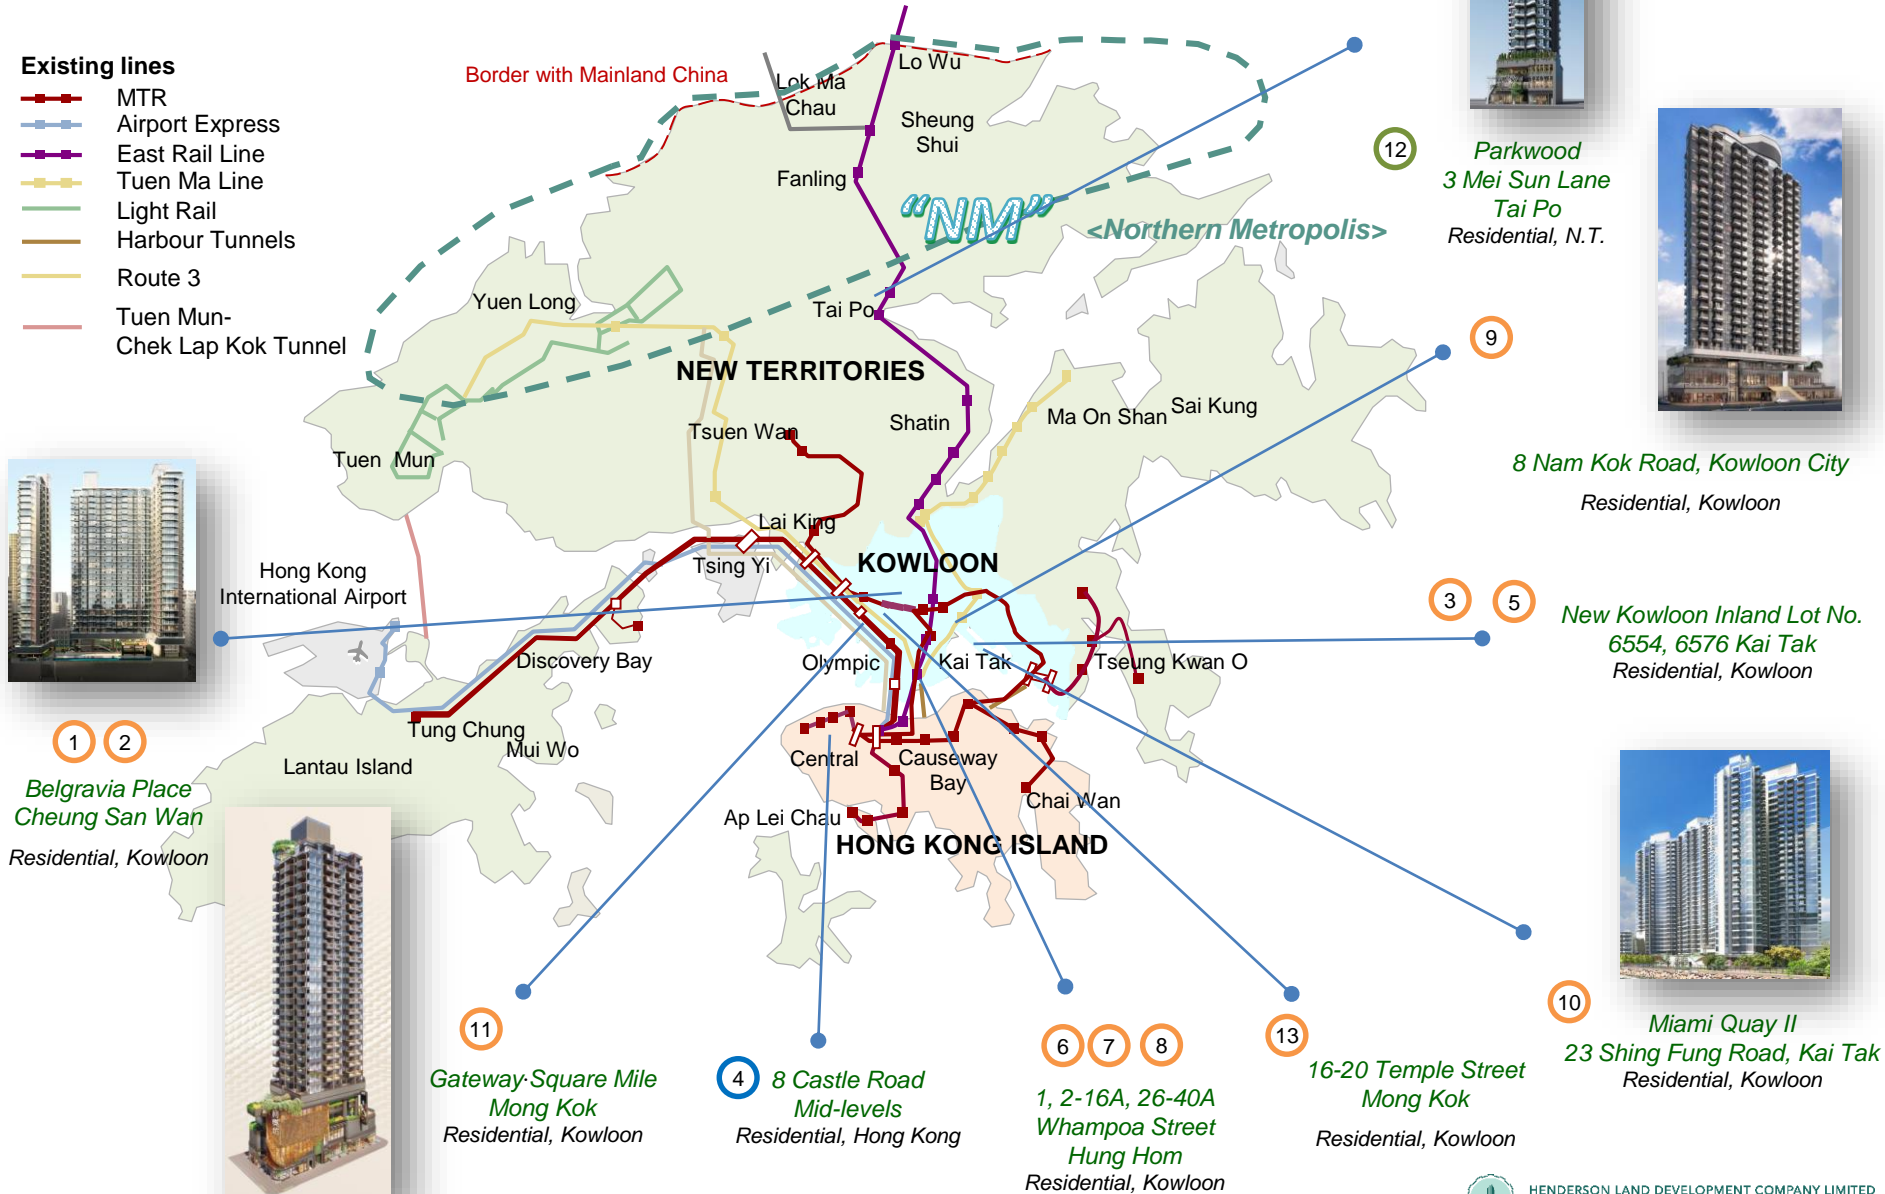 Existing lines
MTR
Airport Express
East Rail Line
Tuen Ma Line
Light Rail
Harbour Tunnels
Route 3
Tuen Mun-
Chek Lap Kok Tunnel
Border with Mainland China
Lo Wu
Lok Ma
Chau
Sheung
Shui
Fanling
“NM”
<Northern Metropolis>
Yuen Long
Tai Po
NEW TERRITORIES
Tsuen Wan
Shatin
Ma On Shan
Sai Kung
Tuen Mun
Lai King
Tsing Yi
KOWLOON
Hong Kong
International Airport
Discovery Bay
Olympic
Kai Tak
Tseung Kwan O
Tung Chung
Mui Wo
Lantau Island
Central
Causeway
Bay
Chai Wan
Ap Lei Chau
HONG KONG ISLAND
12
Parkwood
3 Mei Sun Lane
Tai Po
Residential, N.T.
9
8 Nam Kok Road, Kowloon City
Residential, Kowloon
3 5
New Kowloon Inland Lot No.
6554, 6576 Kai Tak
Residential, Kowloon
1 2
Belgravia Place
Cheung San Wan
Residential, Kowloon
11
Gateway·Square Mile
Mong Kok
Residential, Kowloon
4
8 Castle Road
Mid-levels
Residential, Hong Kong
6 7 8
1, 2-16A, 26-40A
Whampoa Street
Hung Hom
Residential, Kowloon
13
16-20 Temple Street
Mong Kok
Residential, Kowloon
10
Miami Quay II
23 Shing Fung Road, Kai Tak
Residential, Kowloon
HENDERSON LAND DEVELOPMENT COMPANY LIMITED